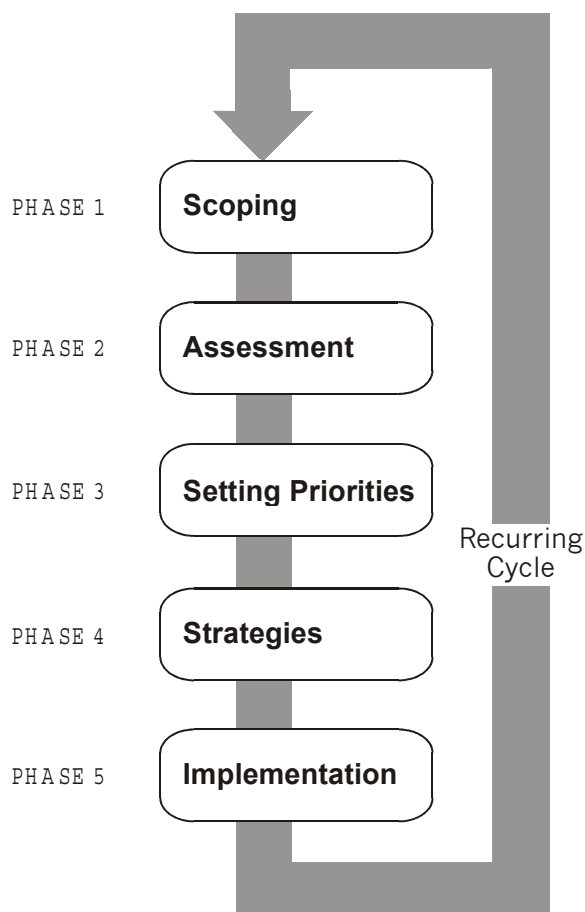 PHASE 1
Scoping
PHASE 2
Assessment
PHASE 3
Setting Priorities
Recurring
Cycle
PHASE 4
Strategies
PHASE 5
Implementation